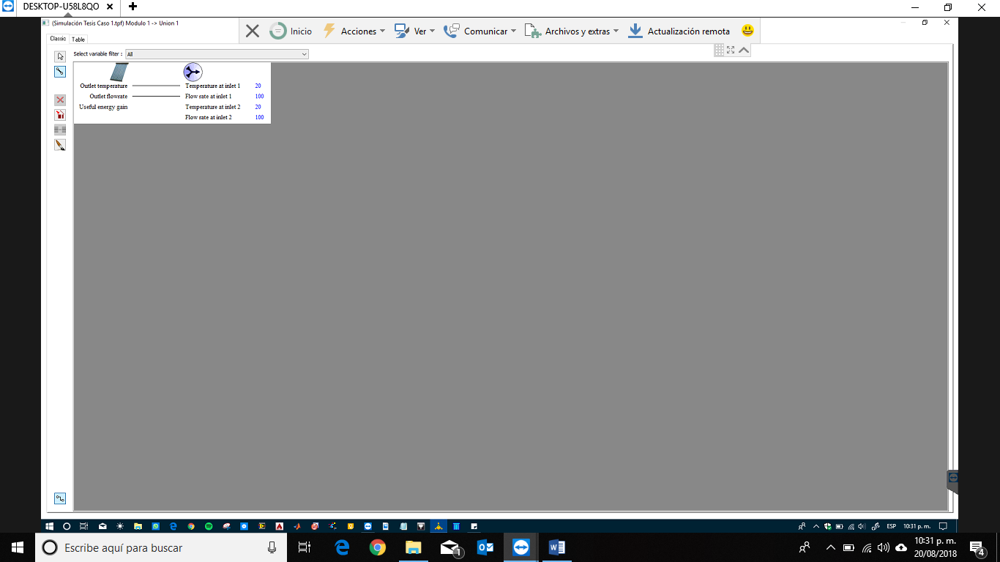 DESKTOP-U58L8QO
(Simulación Tesis Caso 1.tpf) Modulo 1 -> Union 1
Inicio
Acciones
Ver
Comunicar
Archivos y extras
Actualización remota
Classic
Table
Select variable filter :
All
Outlet temperature
Temperature at inlet 1
20
Outlet flowrate
Flow rate at inlet 1
100
Useful energy gain
Temperature at inlet 2
20
Flow rate at inlet 2
100
ESP
10:31 p. m.
Escribe aquí para buscar
1
10:31 p. m.
20/08/2018
4